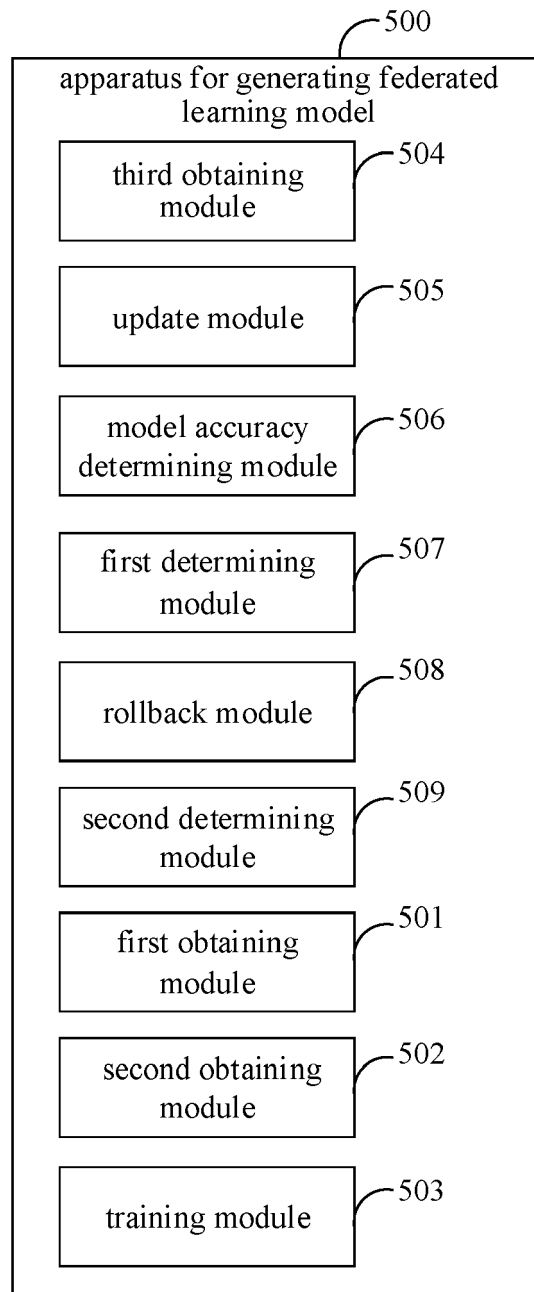 500
apparatus for generating federated
learning model
third obtaining
module
504
update module
505
model accuracy
determining module
506
first determining
module
507
rollback module
508
second determining
module
509
first obtaining
module
501
second obtaining
module
502
training module
503